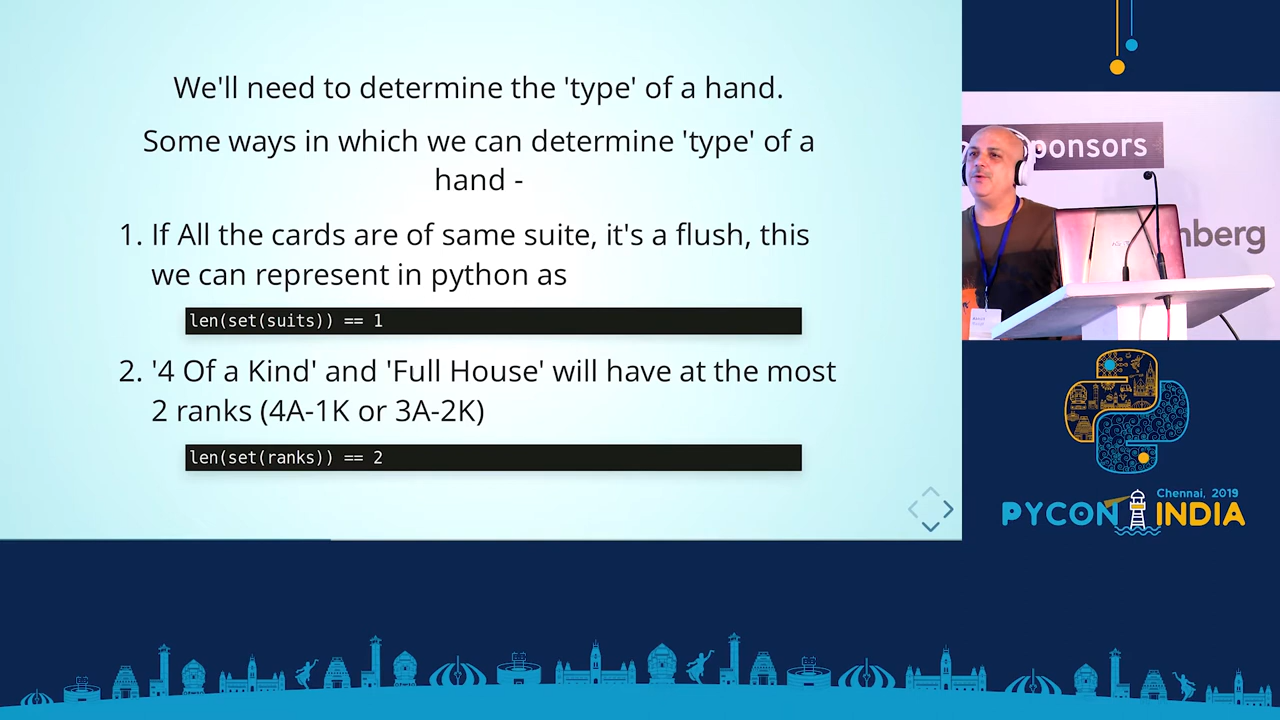 We'll need to determine the 'type' of a hand.
Some ways in which we can determine 'type' of a
hand -
1. If All the cards are of same suite, it's a flush, this
we can represent in python as
len(set(suits)) == 1
2. '4 Of a Kind' and 'Full House' will have at the most
2 ranks (4A-1K or 3A-2K)
len(set(ranks)) == 2
ponsors
nberg
Chennai, 2019
PYCON INDIA